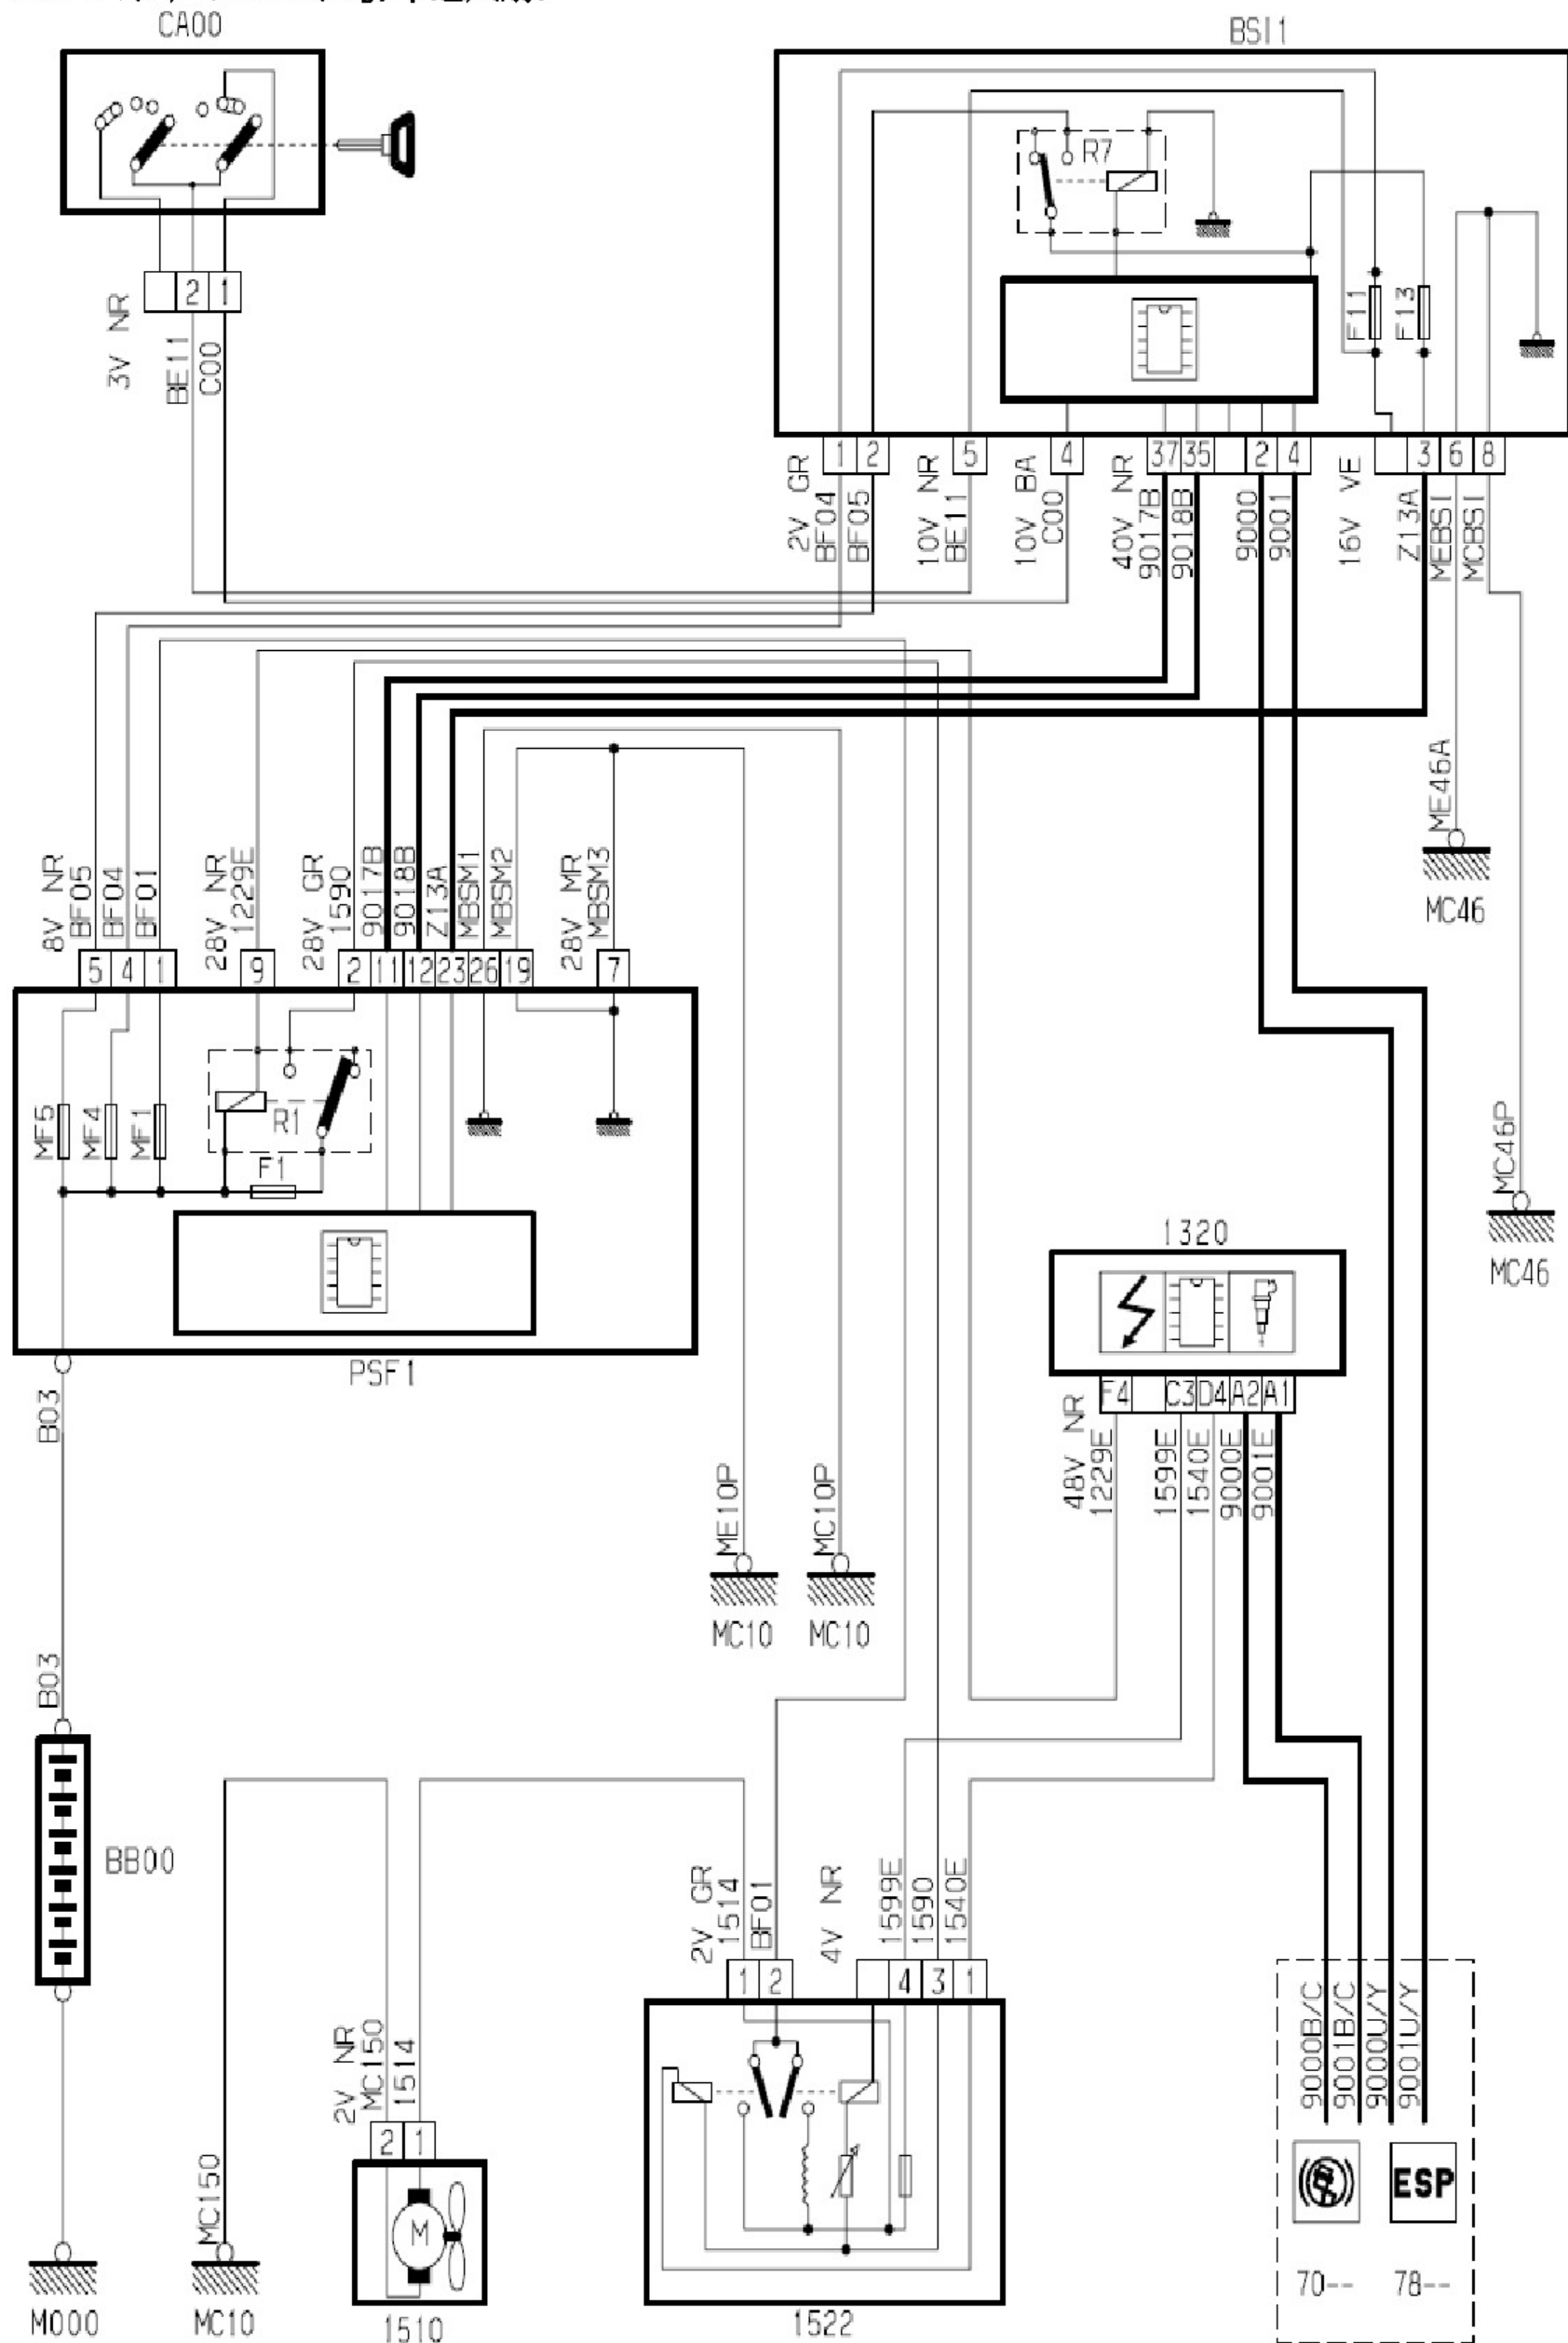 CA00
BSI1
R7
F11
F13
2
1
3V NR
BE11
C00
1
2
5
4
37
35
2
4
3
6
8
2V GR
BF04
BF05
10V NR
BE11
10V BA
C00
40V NR
9017B
9018B
9000
9001
16V VE
Z13A
MEBSI
MCBSI
ME46A
MC46
8V NR
BF05
BF04
BF01
28V NR
1229E
28V GR
1590
9017B
9018B
Z13A
MBSM1
MBSM2
28V MR
MBSM3
5
4
1
9
2
11
12
23
26
19
7
MF5
MF4
MF1
R1
F1
PSF1
MC46P
MC46
1320
F4
C3
D4
A2
A1
48V NR
1229E
1599E
1540E
9000E
9001E
B03
ME10P
MC10P
MC10
MC10
B03
BB00
2V GR
1514
BF01
4V NR
1599E
1590
1540E
1
2
4
3
1
2V NR
MC150
1514
2
1
MC150
M
9000B/C
9001B/C
9000U/Y
9001U/Y
ESP
70--
78--
M000
MC10
1510
1522